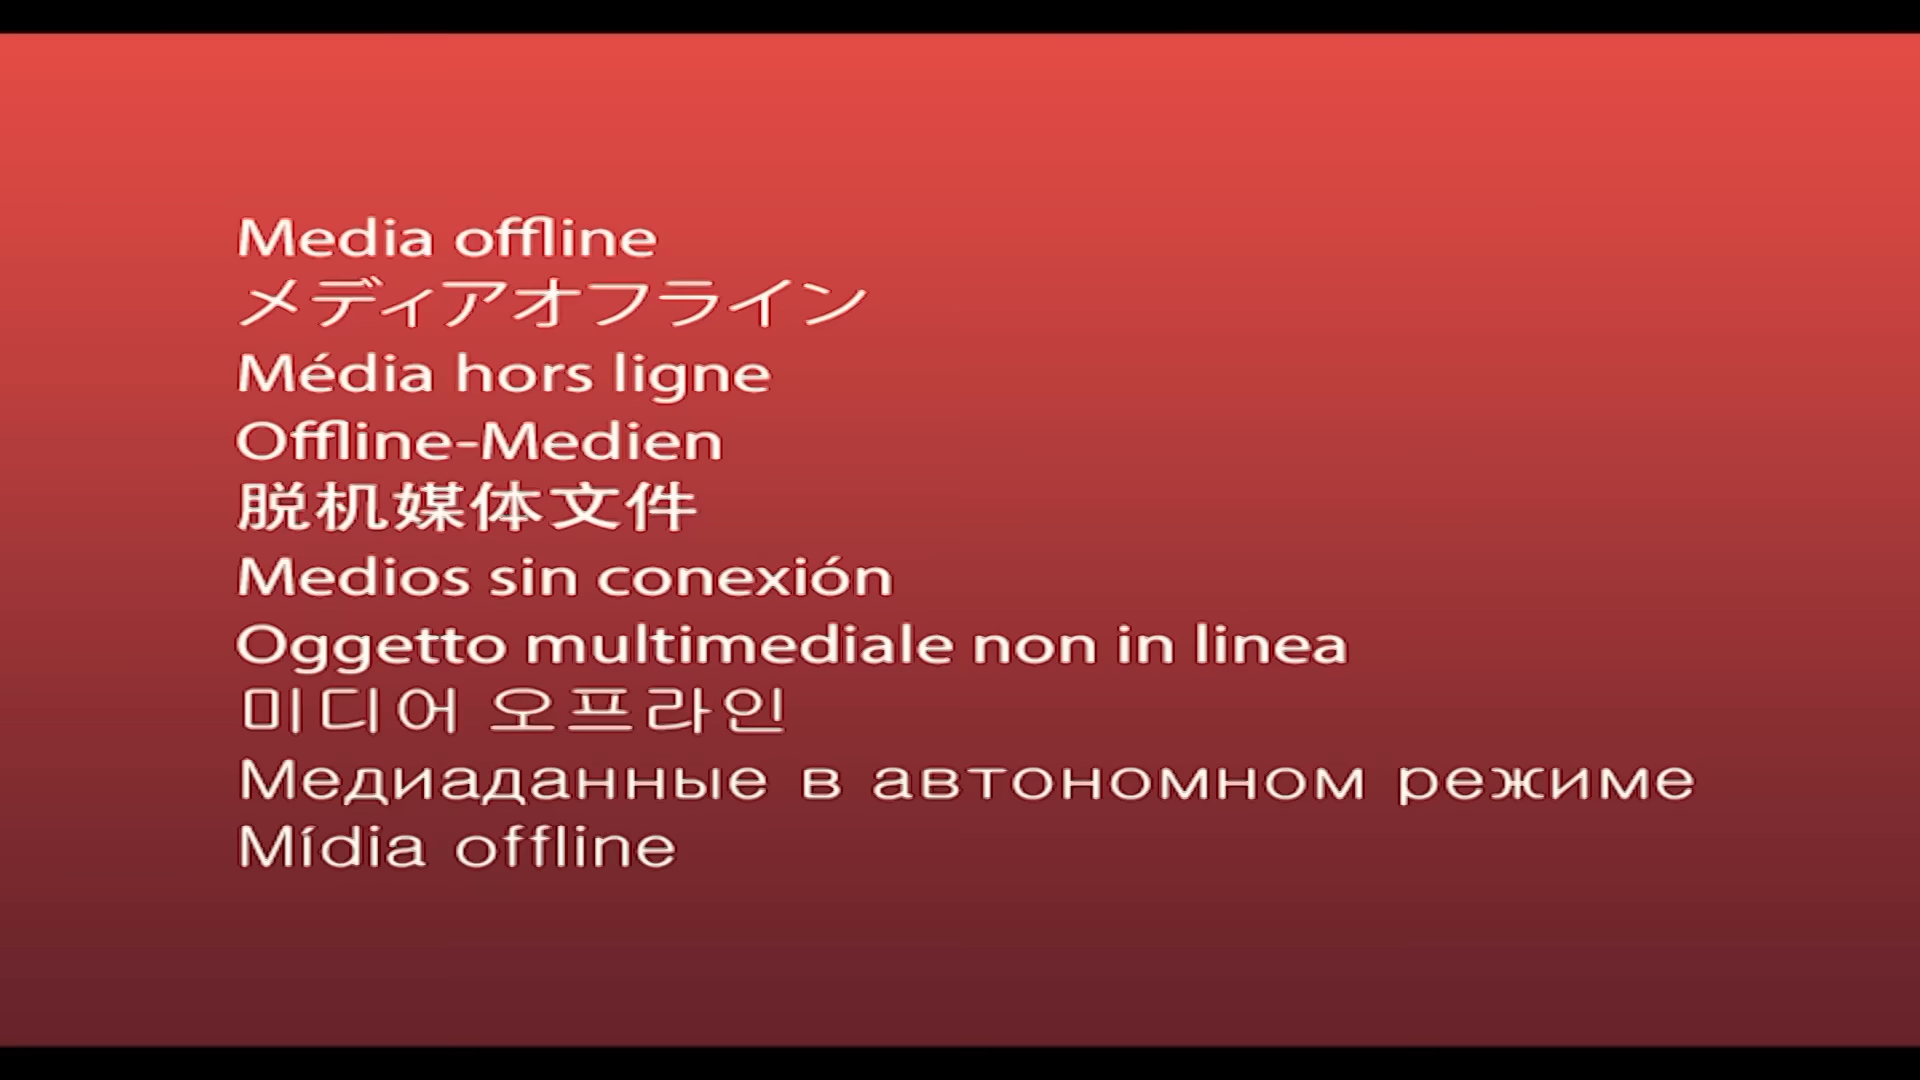 Media offline
メディアオフライン
Média hors ligne
Offline-Medien
脱机媒体文件
Medios sin conexión
Oggetto multimediale non in linea
미디어 오프라인
Медиаданные в автономном режиме
Mídia offline